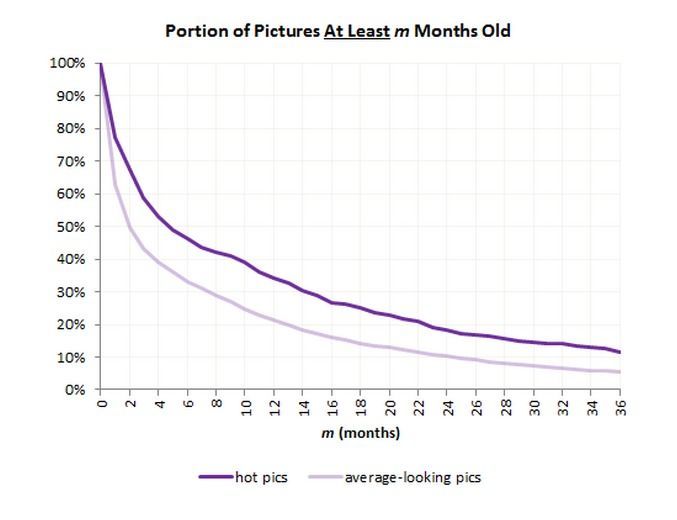 Portion of Pictures At Least m Months Old
100%
90%
80%
70%
60%
50%
40%
30%
20%
10%
0%
0 2 4 6 8 10 12 14 16 18 20 22 24 26 28 30 32 34 36
m (months)
hot pics average-looking pics